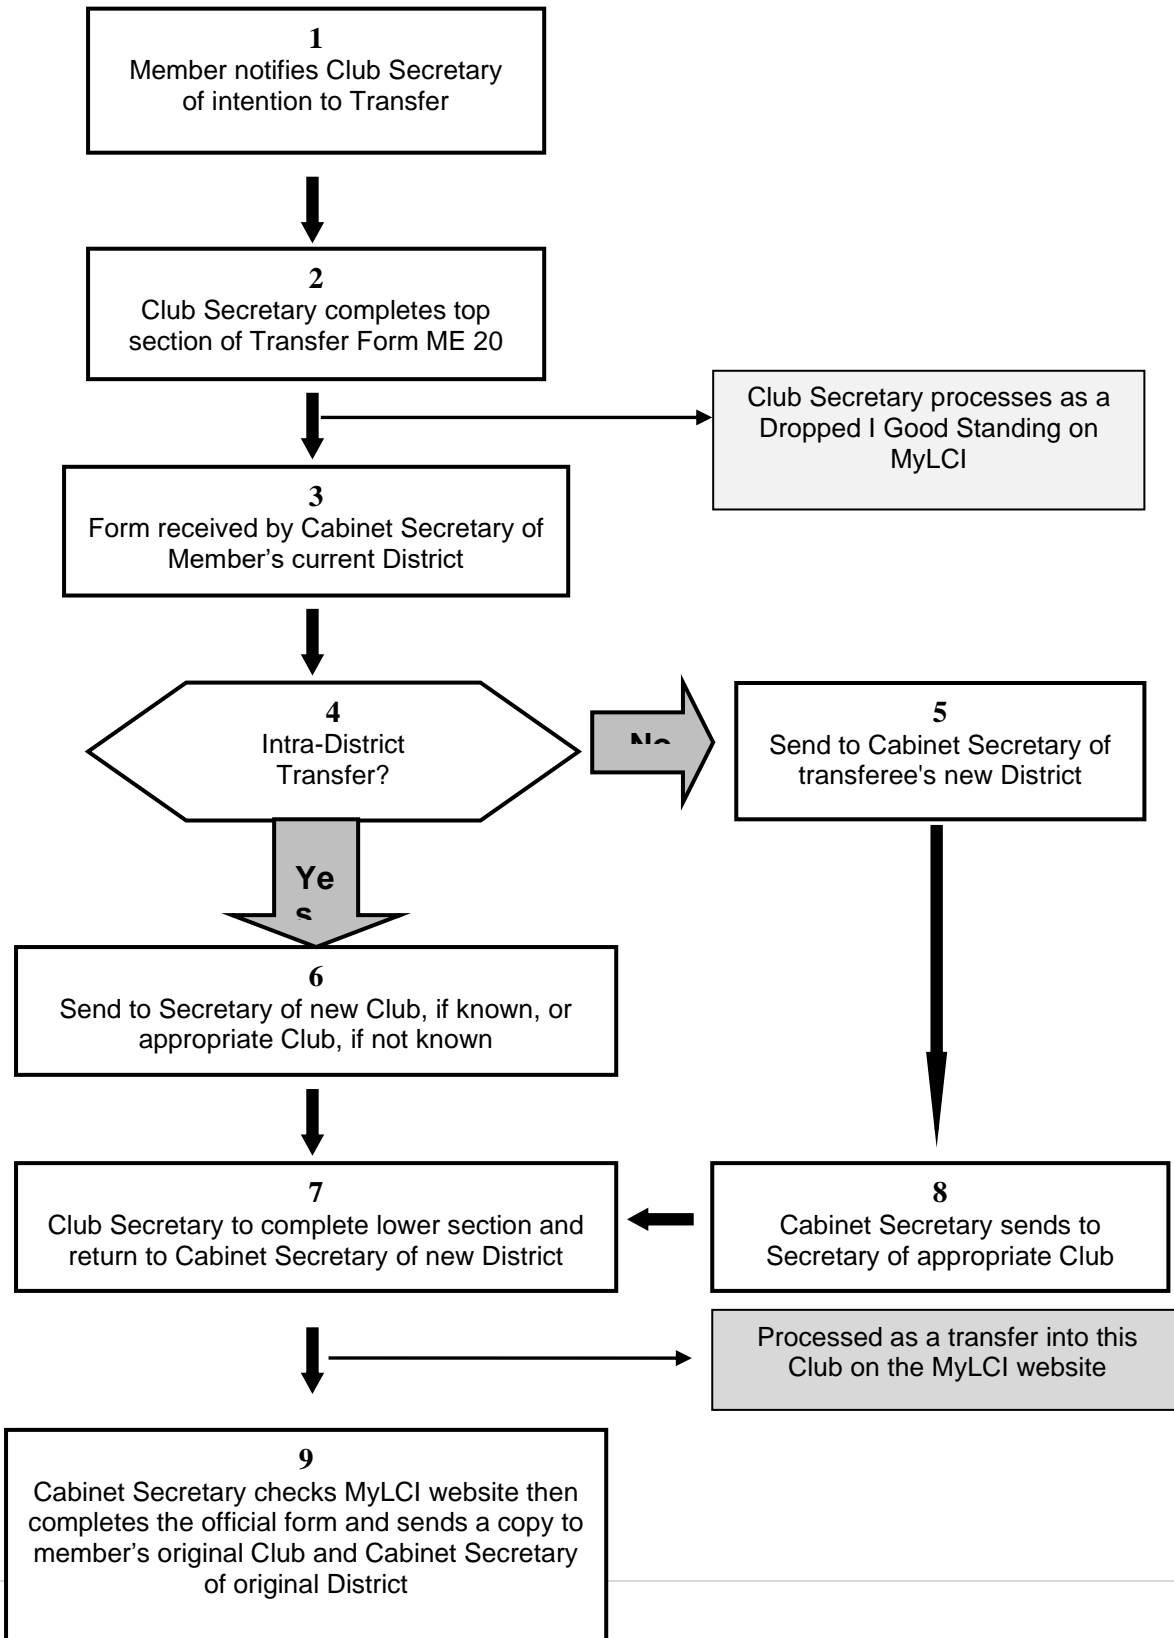 1
Member notifies Club Secretary
of intention to Transfer
2
Club Secretary completes top
section of Transfer Form ME 20
Club Secretary processes as a
Dropped I Good Standing on
MyLCI
3
Form received by Cabinet Secretary of
Member’s current District
4
Intra-District
Transfer?
No
5
Send to Cabinet Secretary of
transferee's new District
Ye
s
6
Send to Secretary of new Club, if known, or
appropriate Club, if not known
7
Club Secretary to complete lower section and
return to Cabinet Secretary of new District
8
Cabinet Secretary sends to
Secretary of appropriate Club
Processed as a transfer into this
Club on the MyLCI website
9
Cabinet Secretary checks MyLCI website then
completes the official form and sends a copy to
member’s original Club and Cabinet Secretary
of original District